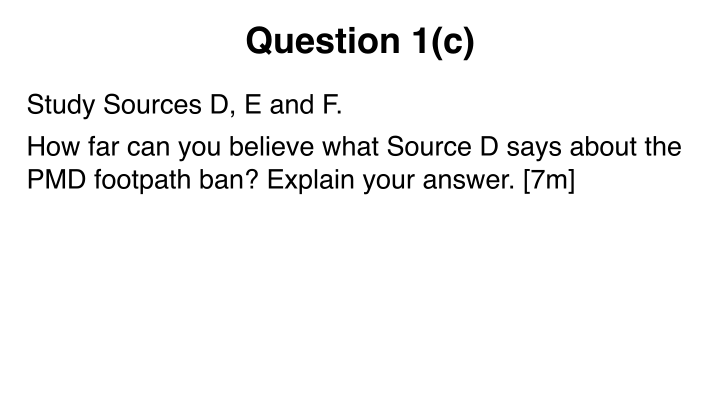 Question 1(c)
Study Sources D, E and F.
How far can you believe what Source D says about the
PMD footpath ban? Explain your answer. [7m]